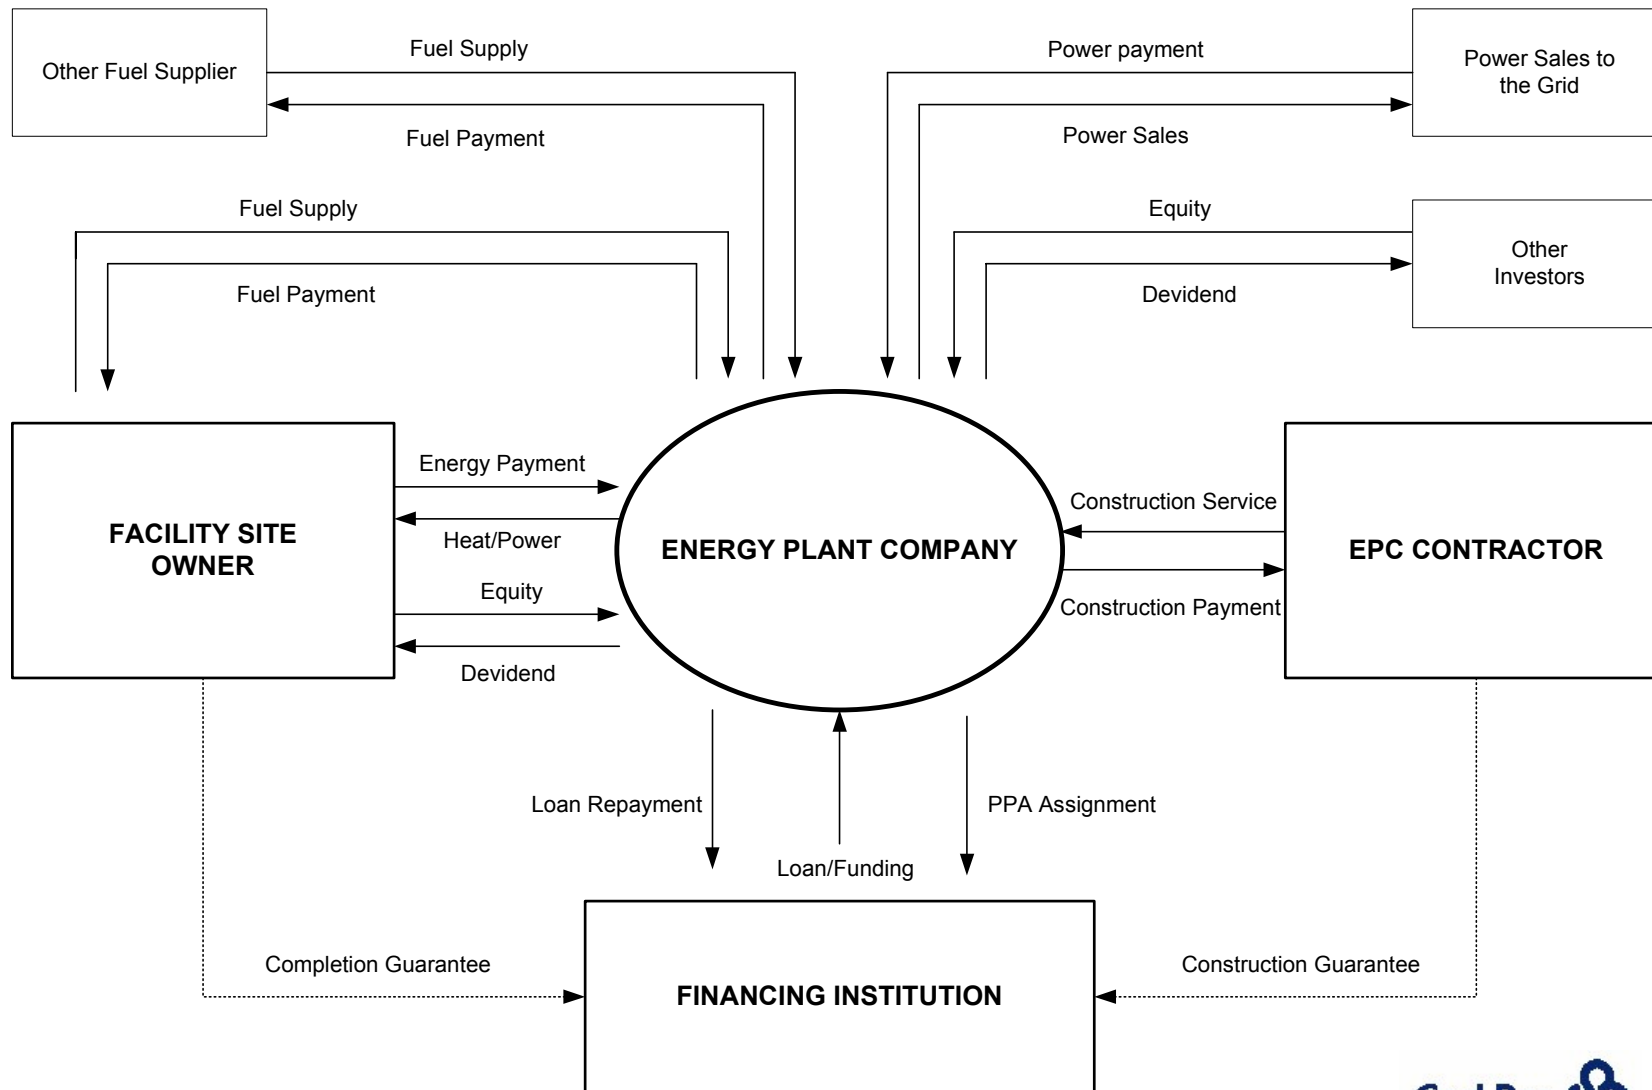 Fuel Supply
Power payment
Other Fuel Supplier
Power Sales to
the Grid
Fuel Payment
Power Sales
Fuel Supply
Equity
Other
Investors
Fuel Payment
Devidend
Energy Payment
Construction Service
FACILITY SITE
OWNER
Heat/Power
ENERGY PLANT COMPANY
EPC CONTRACTOR
Equity
Construction Payment
Devidend
Loan Repayment
PPA Assignment
Loan/Funding
Completion Guarantee
Construction Guarantee
FINANCING INSTITUTION